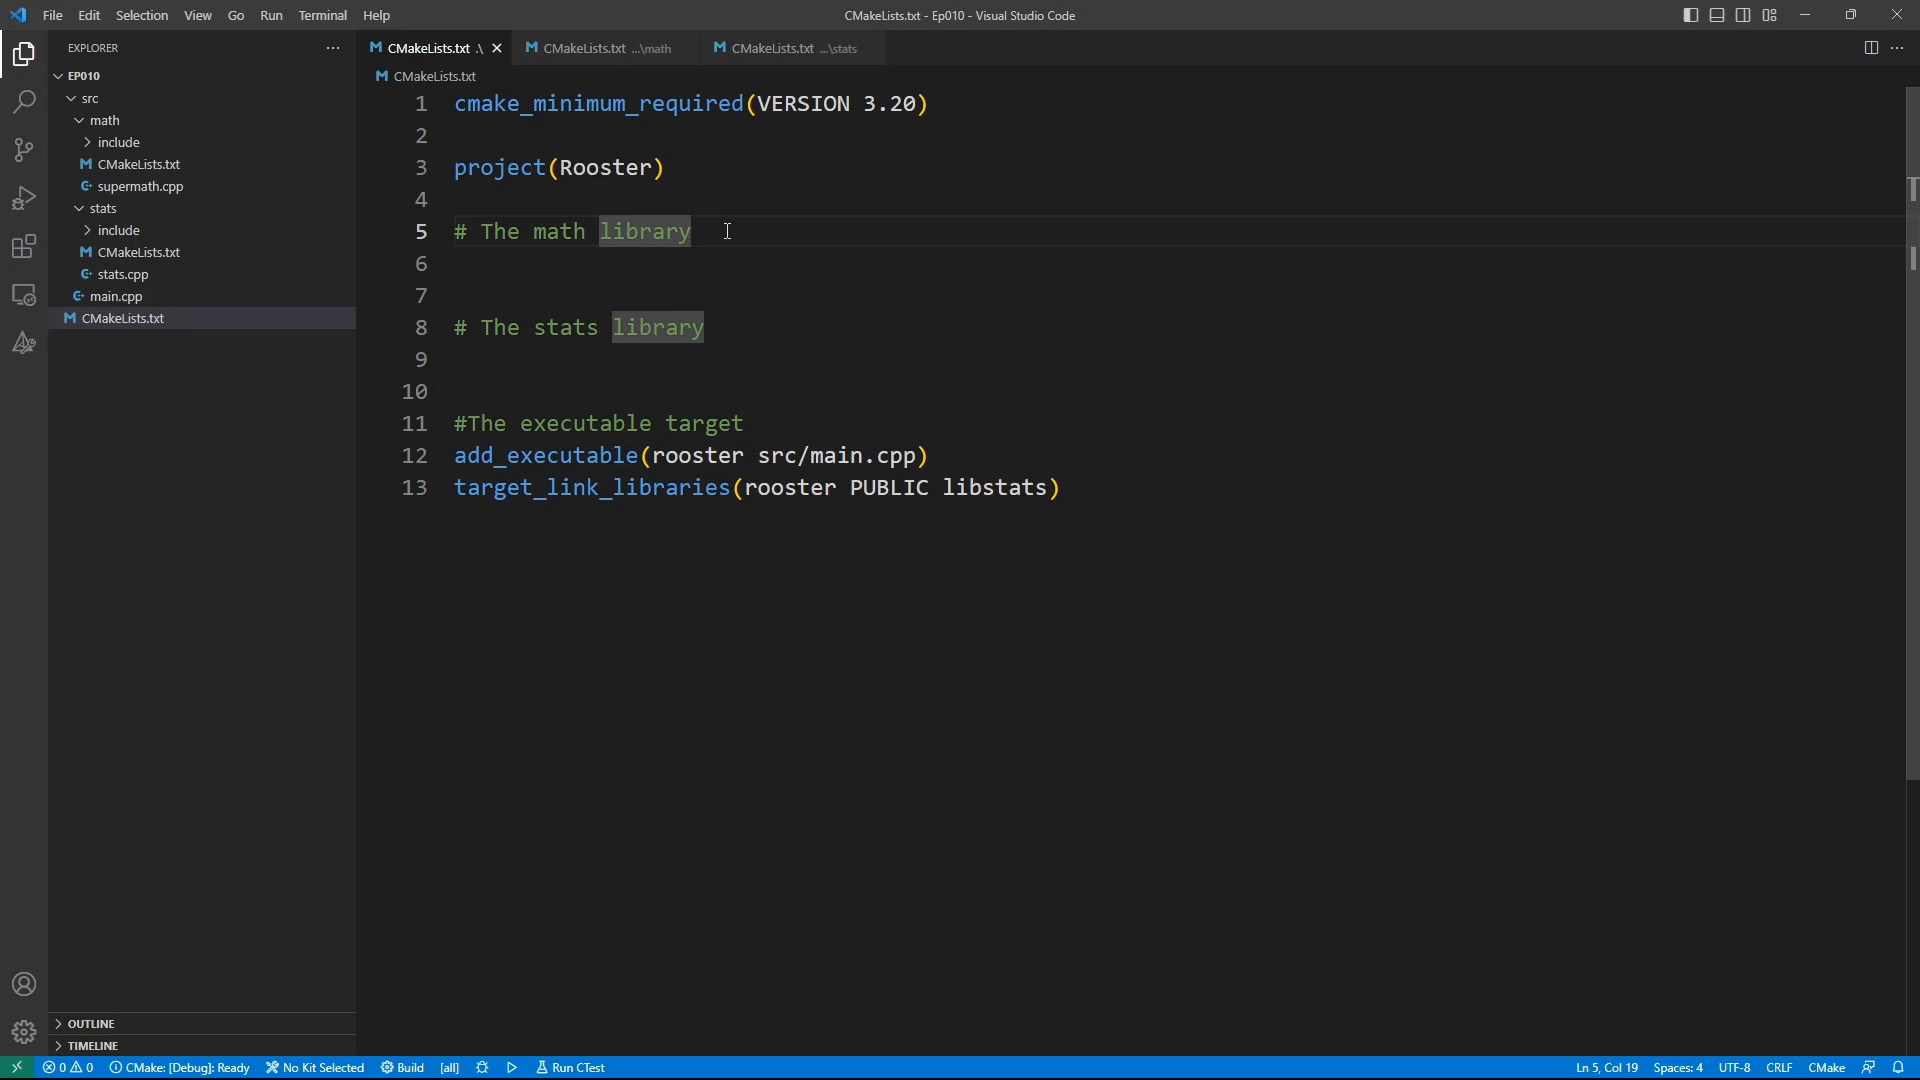 File Edit Selection View Go Run Terminal Help
CMakeLists.txt - Ep010 - Visual Studio Code
EXPLORER
EP010
src
math
include
CMakeLists.txt
supermath.cpp
stats
include
CMakeLists.txt
stats.cpp
main.cpp
CMakeLists.txt
OUTLINE
TIMELINE
CMakeLists.txt .\
CMakeLists.txt ...\math
CMakeLists.txt ...\stats
CMakeLists.txt
1 cmake_minimum_required(VERSION 3.20)
2
3 project(Rooster)
4
5 # The math library
6
7
8 # The stats library
9
10
11 #The executable target
12 add_executable(rooster src/main.cpp)
13 target_link_libraries(rooster PUBLIC libstats)
0 0 CMake: [Debug]: Ready No Kit Selected Build [all] Run CTest
Ln 5, Col 19 Spaces: 4 UTF-8 CRLF CMake